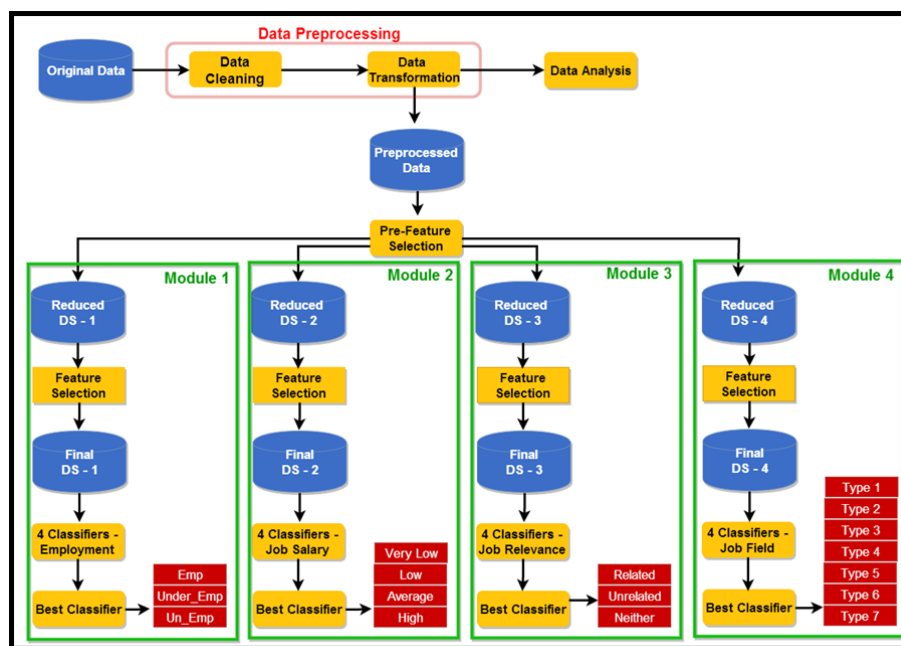 Data Preprocessing
Original Data
Data
Cleaning
Data
Transformation
Data Analysis
Preprocessed
Data
Pre-Feature
Selection
Module 1
Reduced
DS - 1
Feature
Selection
Final
DS - 1
4 Classifiers -
Employment
Best Classifier
Emp
Under_Emp
Un_Emp
Module 2
Reduced
DS - 2
Feature
Selection
Final
DS - 2
4 Classifiers -
Job Salary
Best Classifier
Very Low
Low
Average
High
Module 3
Reduced
DS - 3
Feature
Selection
Final
DS - 3
4 Classifiers -
Job Relevance
Best Classifier
Related
Unrelated
Neither
Module 4
Reduced
DS - 4
Feature
Selection
Final
DS - 4
4 Classifiers -
Job Field
Best Classifier
Type 1
Type 2
Type 3
Type 4
Type 5
Type 6
Type 7